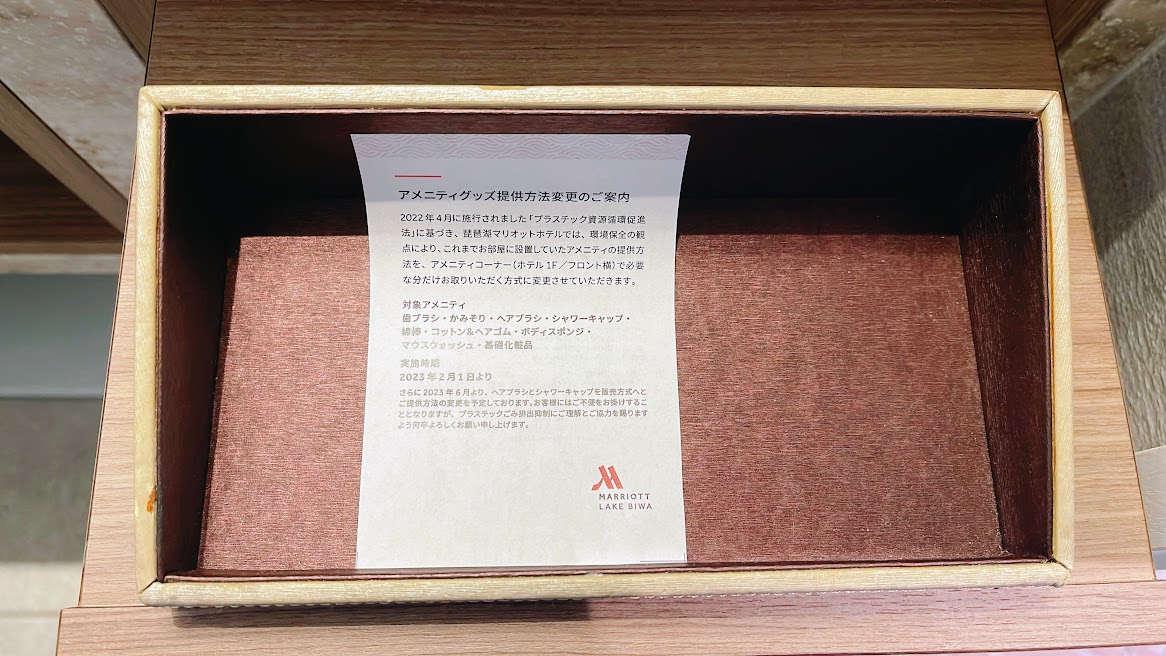 アメニティグッズ提供方法変更のご案内
2022年4月に施行されました「プラスチック資源循環促進
法」に基づき、琵琶湖マリオットホテルでは、環境保全の観
点により、これまでお部屋に設置していたアメニティの提供方
法を、アメニティコーナー(ホテル1F／フロント横)で必要
な分だけお取りいただく方式に変更させていただきます。
対象アメニティ
歯ブラシ・かみそり・ヘアブラシ・シャワーキャップ・
綿棒・コットン&ヘアゴム・ボディスポンジ・
マウスウォッシュ・基礎化粧品
実施時期
2023年2月1日より
さらに2023年6月より、ヘアブラシとシャワーキャップを販売方式へと
ご提供方法の変更を予定しております。お客様にはご不便をお掛けするこ
ととなりますが、プラスチックごみ排出抑制にご理解とご協力を賜ります
よう何卒よろしくお願い申し上げます。
MARRIOTT
LAKE BIWA